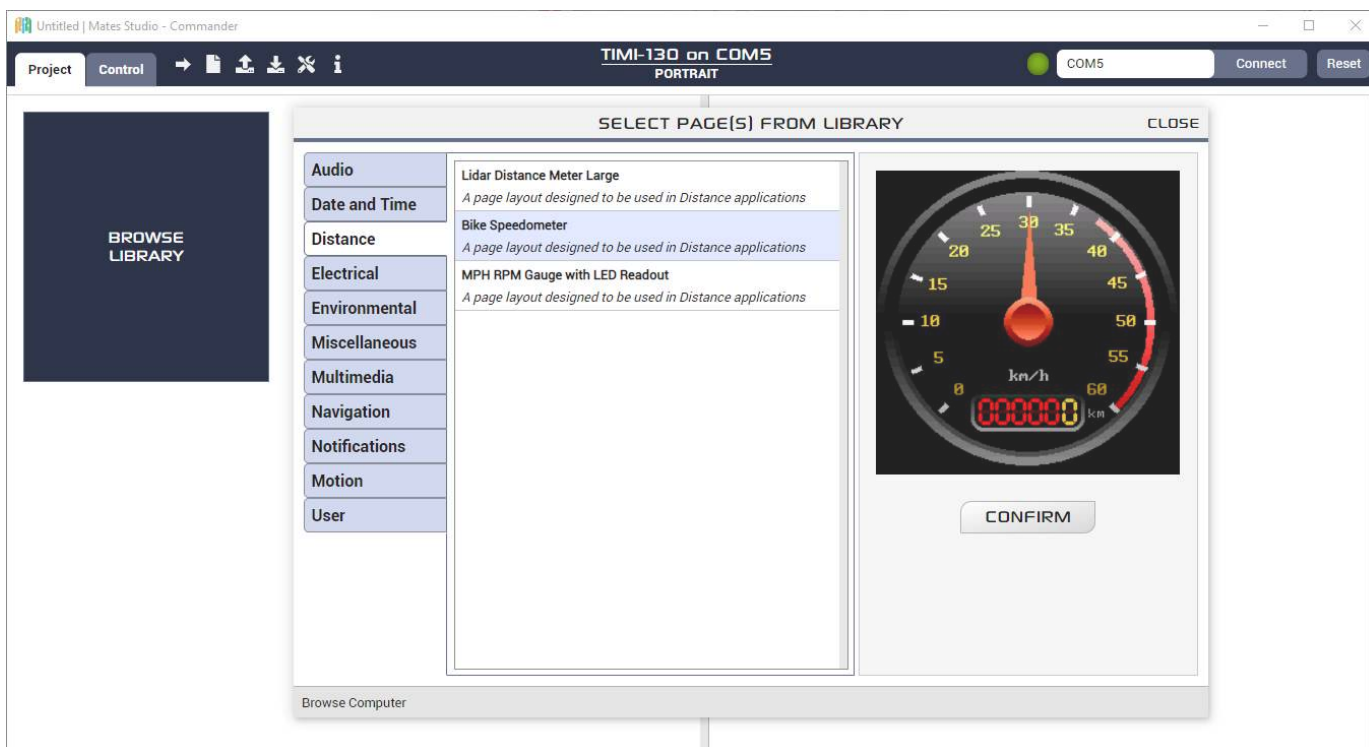 Untitled | Mates Studio - Commander
Project Control
TIMI-130 on COM5
PORTRAIT
COM5 Connect Reset
BROWSE
LIBRARY
SELECT PAGE(S) FROM LIBRARY
CLOSE
Audio
Date and Time
Distance
Electrical
Environmental
Miscellaneous
Multimedia
Navigation
Notifications
Motion
User
Lidar Distance Meter Large
A page layout designed to be used in Distance applications
Bike Speedometer
A page layout designed to be used in Distance applications
MPH RPM Gauge with LED Readout
A page layout designed to be used in Distance applications
0
5
10
15
20
25
30
35
40
45
50
55
60
km/h
000000 km
CONFIRM
Browse Computer